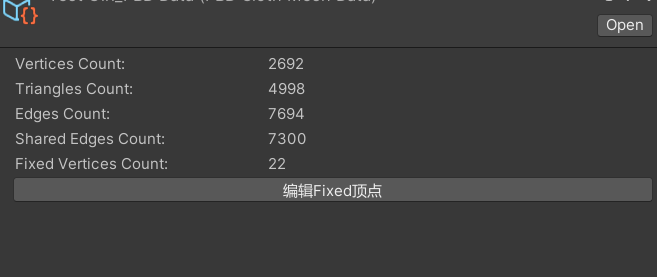 Open
Vertices Count: 2692
Triangles Count: 4998
Edges Count: 7694
Shared Edges Count: 7300
Fixed Vertices Count: 22
编辑Fixed顶点